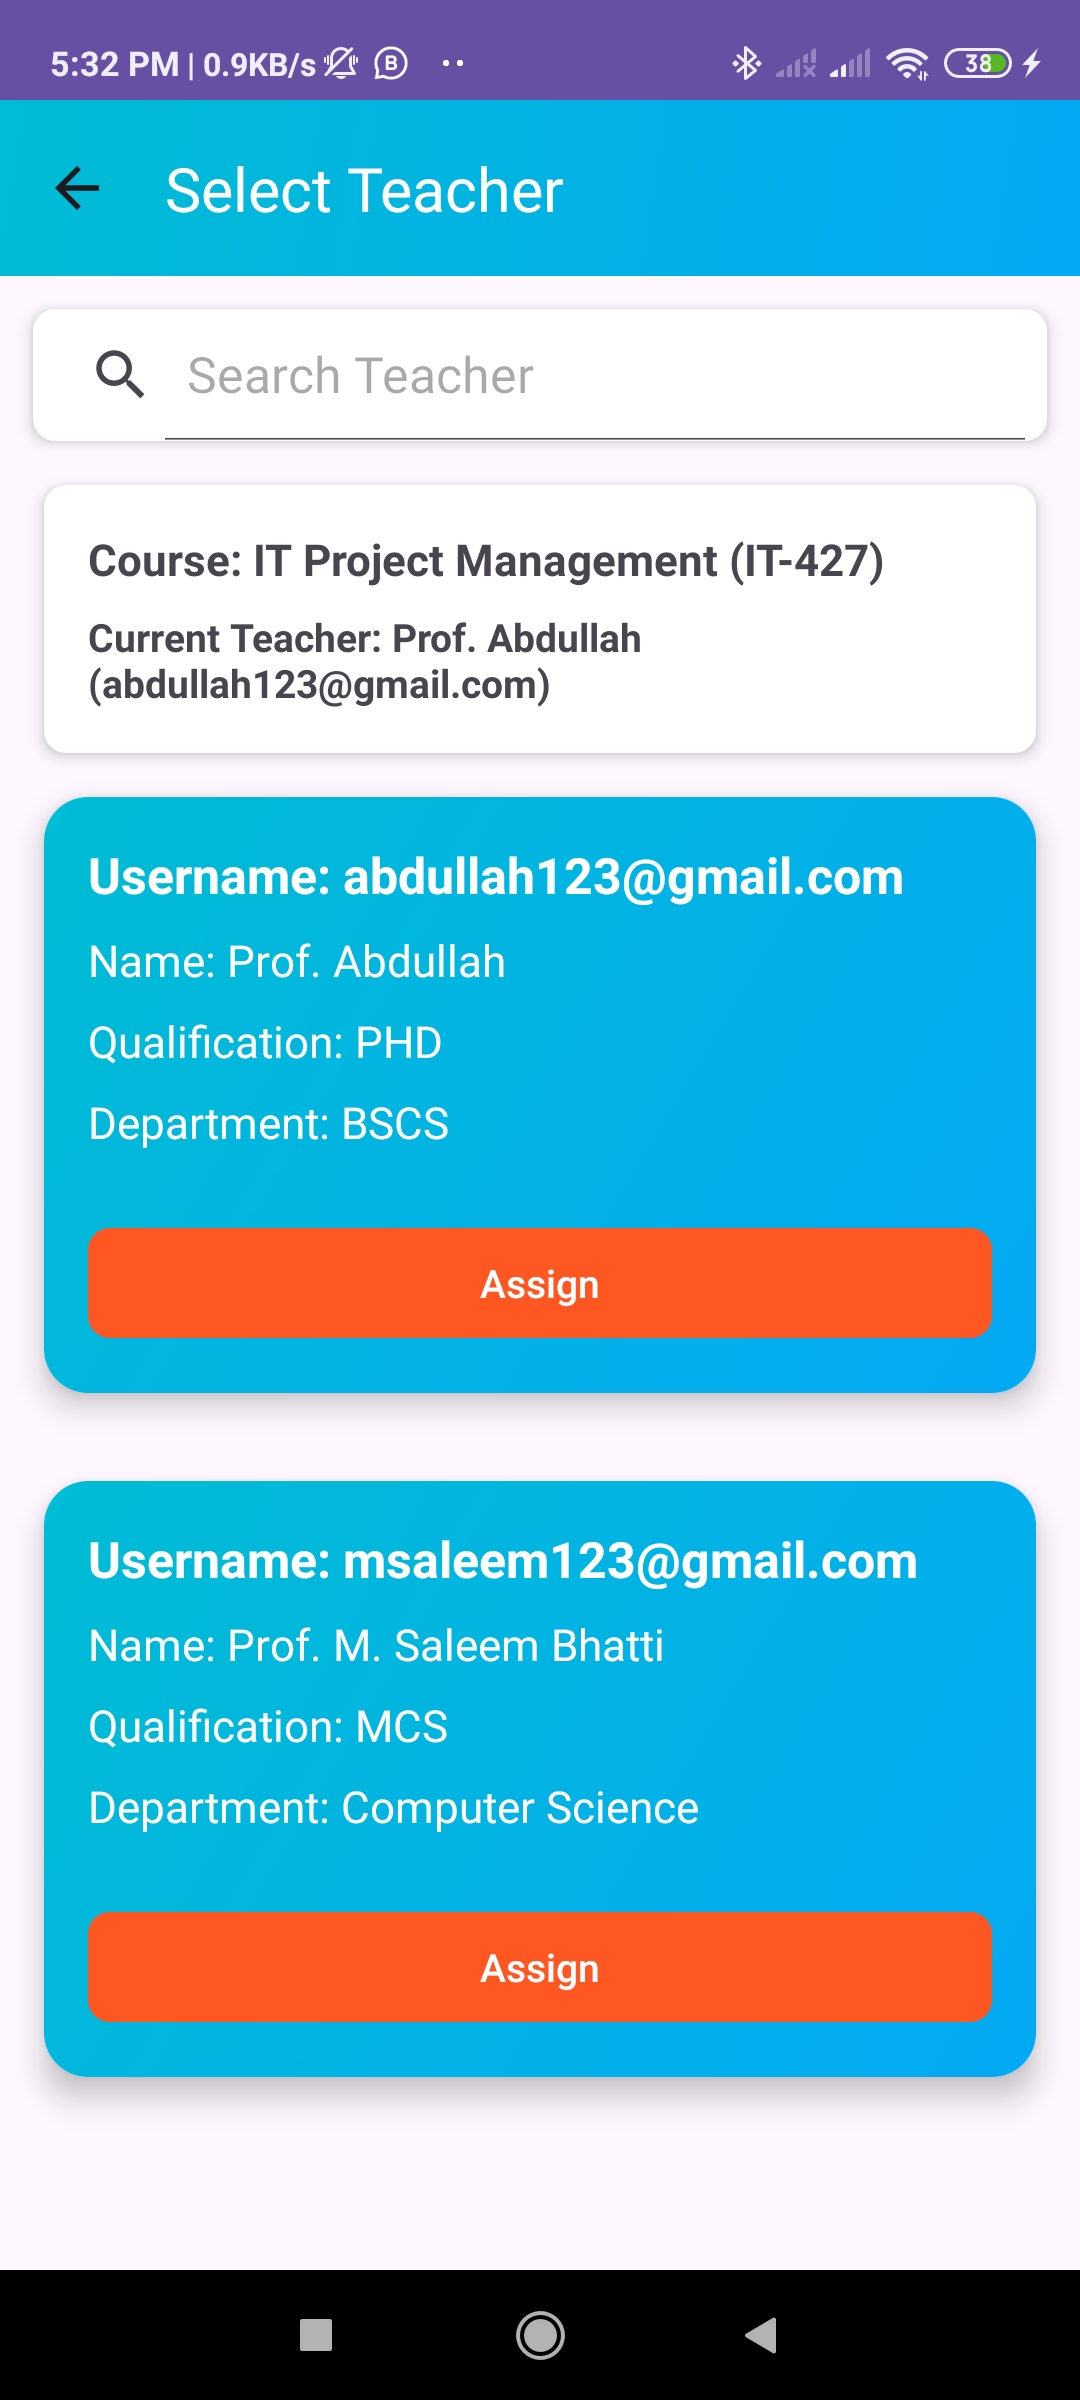 5:32 PM | 0.9KB/s B 38
Select Teacher
Search Teacher
Course: IT Project Management (IT-427)
Current Teacher: Prof. Abdullah
(abdullah123@gmail.com)
Username: abdullah123@gmail.com
Name: Prof. Abdullah
Qualification: PHD
Department: BSCS
Assign
Username: msaleem123@gmail.com
Name: Prof. M. Saleem Bhatti
Qualification: MCS
Department: Computer Science
Assign